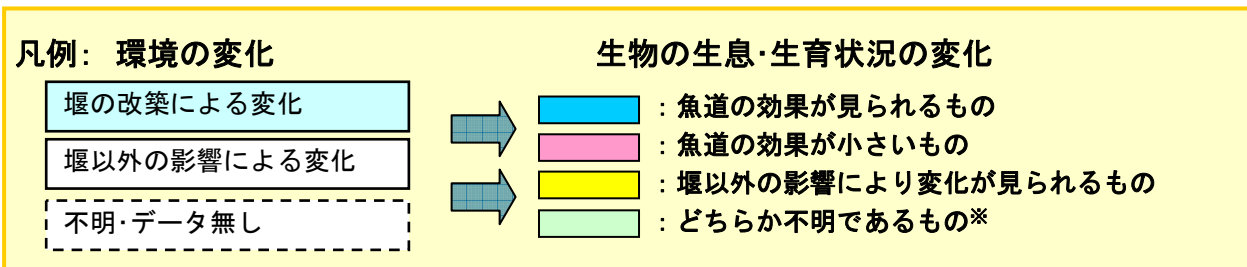 凡例： 環境の変化
生物の生息･生育状況の変化
堰の改築による変化
堰以外の影響による変化
不明･データ無し
：魚道の効果が見られるもの
：魚道の効果が小さいもの
：堰以外の影響により変化が見られるもの
：どちらか不明であるもの※